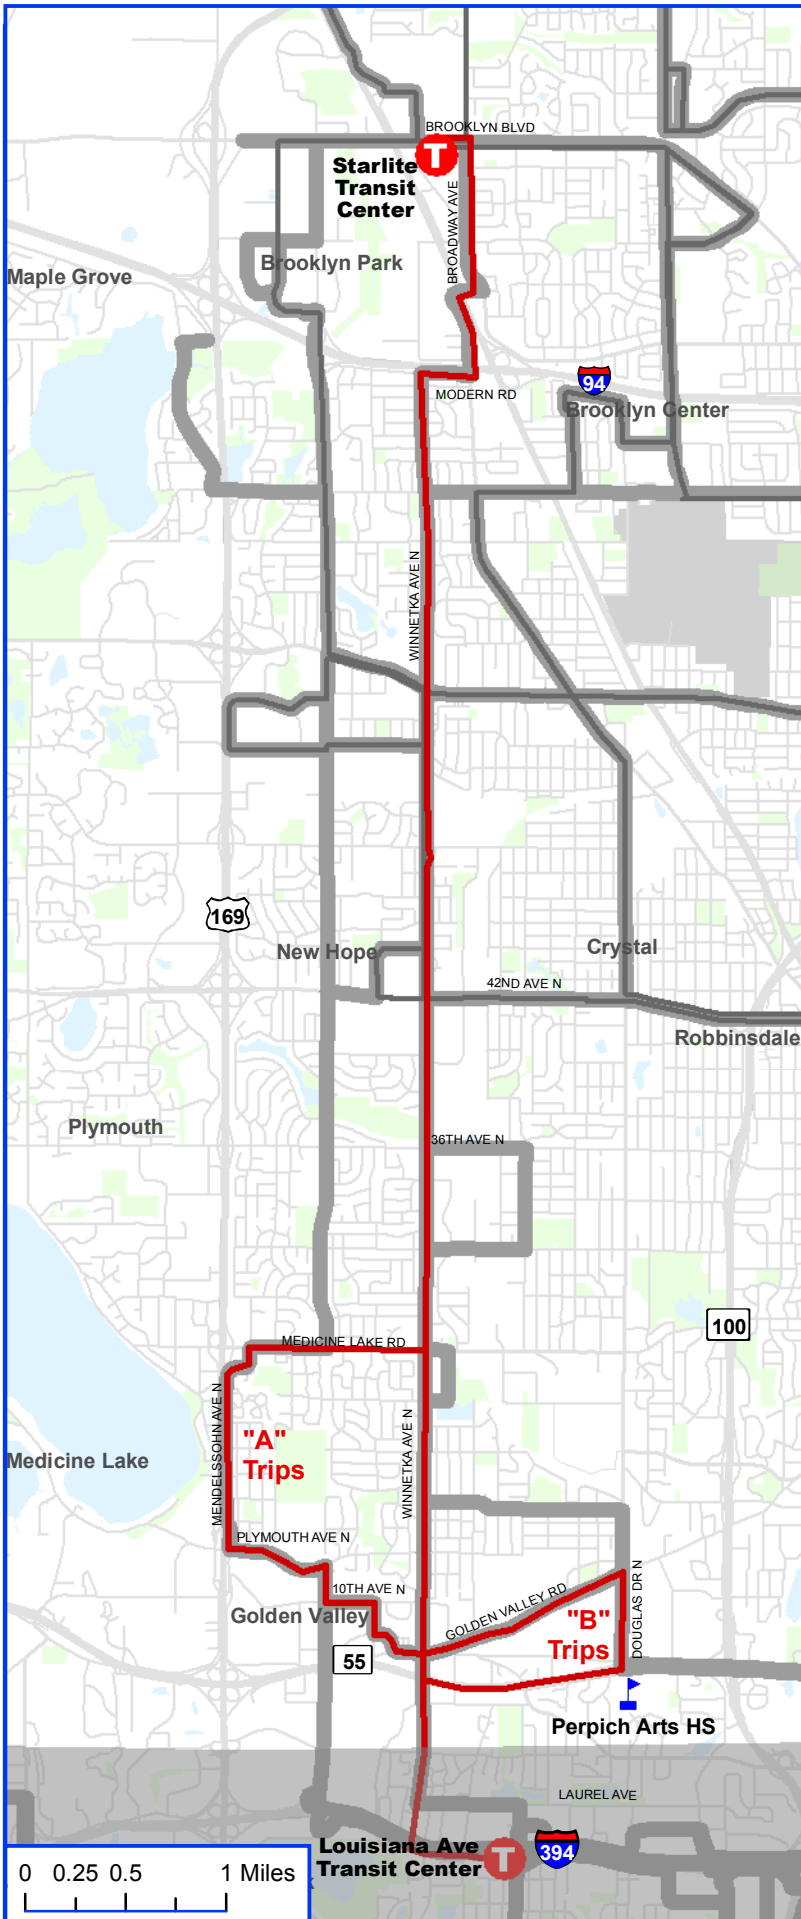 BROOKLYN BLVD
T
Starlite
Transit
Center
BROADWAY AVE
Brooklyn Park
Maple Grove
94
MODERN RD
Brooklyn Center
WINNETKA AVE N
169
New Hope
Crystal
42ND AVE N
Robbinsdale
Plymouth
36TH AVE N
100
MEDICINE LAKE RD
MENDELSSOHN AVE N
"A"
Trips
WINNETKA AVE N
Medicine Lake
PLYMOUTH AVE N
10TH AVE N
GOLDEN VALLEY RD
DOUGLAS DR N
Golden Valley
"B"
Trips
55
Perpich Arts HS
LAUREL AVE
Louisiana Ave
Transit Center
T
394
0 0.25 0.5 1 Miles